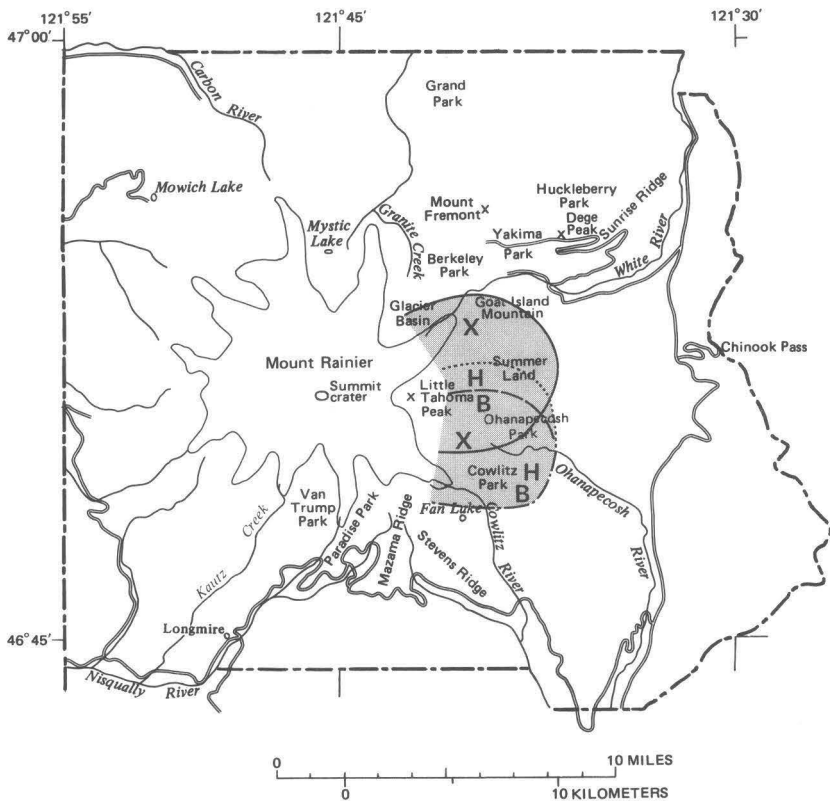 121°55'
121°45'
121°30'
47°00'
Carbon
River
Grand
Park
Mowich Lake
Mount
Fremont
Huckleberry
Park
Dege
Peak
Sunrise Ridge
Mystic
Lake
Granite
Creek
Yakima
Park
White
River
Berkeley
Park
Glacier
Basin
Goat Island
Mountain
X
Chinook Pass
Mount Rainier
Summer
Land
H
Summit
crater
Little
Tahoma
Peak
B
Ohanapecosh
Park
X
Cowlitz
Park
H
B
Ohanapecosh
River
Van
Trump
Park
Fan Lake
Cowlitz
River
Creek
Kautz
Paradise Park
Mazama Ridge
Stevens Ridge
46°45'
Longmire
Nisqually
River
0
10 MILES
0
10 KILOMETERS